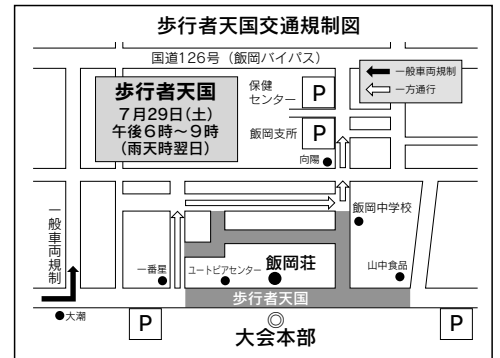 歩行者天国交通規制図
国道126号（飯岡バイパス）
歩行者天国
7月29日（土）
午後6時～9時
（雨天時翌日）
保健
センター
P
一般車両規制
一方通行
飯岡支所
P
向陽
一般車両規制
飯岡中学校
一番星
ユートピアセンター
飯岡荘
山中食品
歩行者天国
大潮
P
大会本部
P